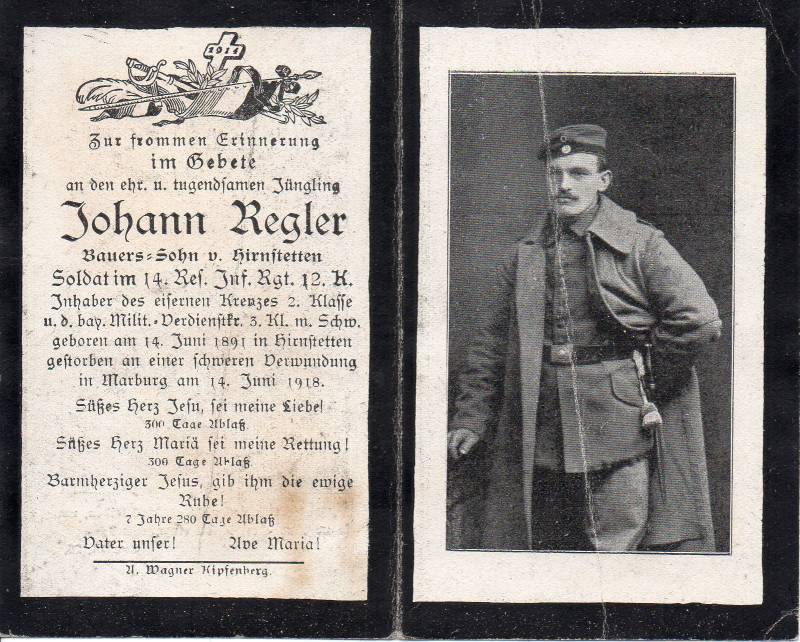 1914
Zur frommen Erinnerung
im Gebete
an den ehr. u. tugendsamen Jüngling
Johann Regler
Bauers=Sohn v. Hirnstetten
Soldat im 14. Res. Inf. Rgt. 12. K.
Inhaber des eisernen Kreuzes 2. Klasse
u. d. bay. Milit.=Verdienstkr. 3. Kl. m. Schw.
geboren am 14. Juni 1891 in Hirnstetten
gestorben an einer schweren Verwundung
in Marburg am 14. Juni 1918.
Süßes Herz Jesu, sei meine Liebe!
300 Tage Ablaß
Süßes Herz Mariä sei meine Rettung!
300 Tage Ablaß
Barmherziger Jesus, gib ihm die ewige
Ruhe!
7 Jahre 280 Tage Ablaß
Vater unser! Ave Maria!
A. Wagner Kipfenberg.